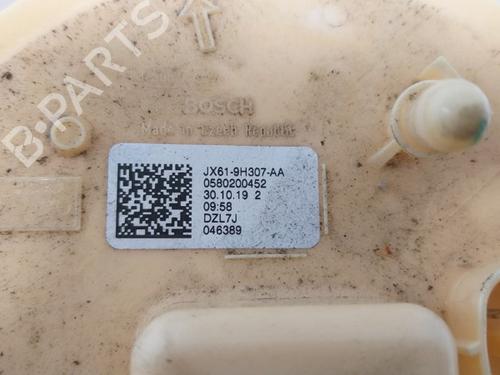 B-PARTS
BOSCH
Made in Czech Republic
JX61-9H307-AA
0580200452
30.10.19 2
09:58
DZL7J
046389